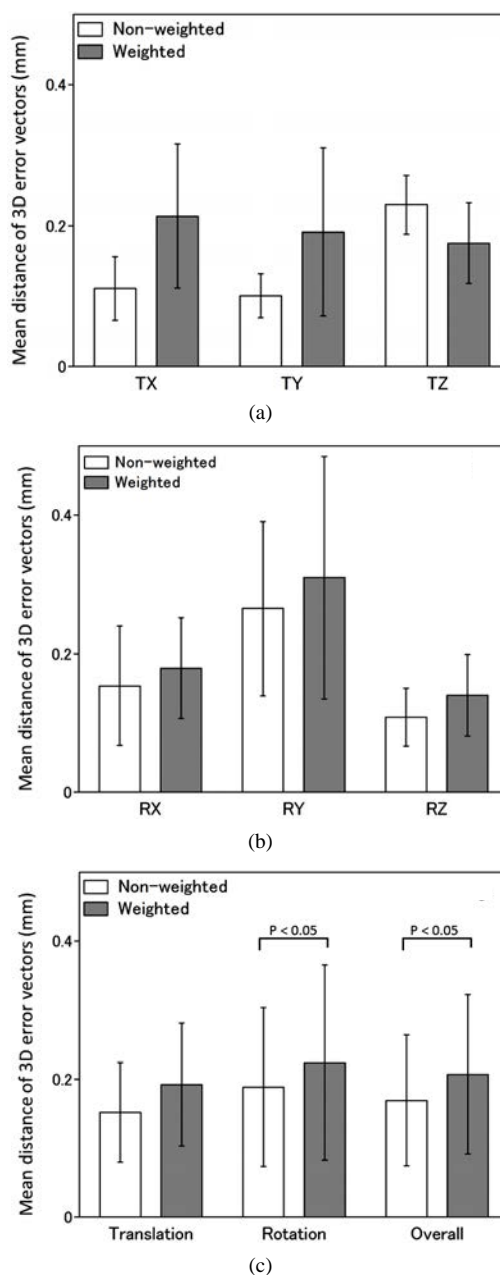 Mean distance of 3D error vectors (mm)
Non-weighted
Weighted
0.4
0.2
0
TX TY TZ
(a)
Mean distance of 3D error vectors (mm)
Non-weighted
Weighted
0.4
0.2
0
RX RY RZ
(b)
Mean distance of 3D error vectors (mm)
Non-weighted
Weighted
P < 0.05 P < 0.05
0.4
0.2
0
Translation Rotation Overall
(c)